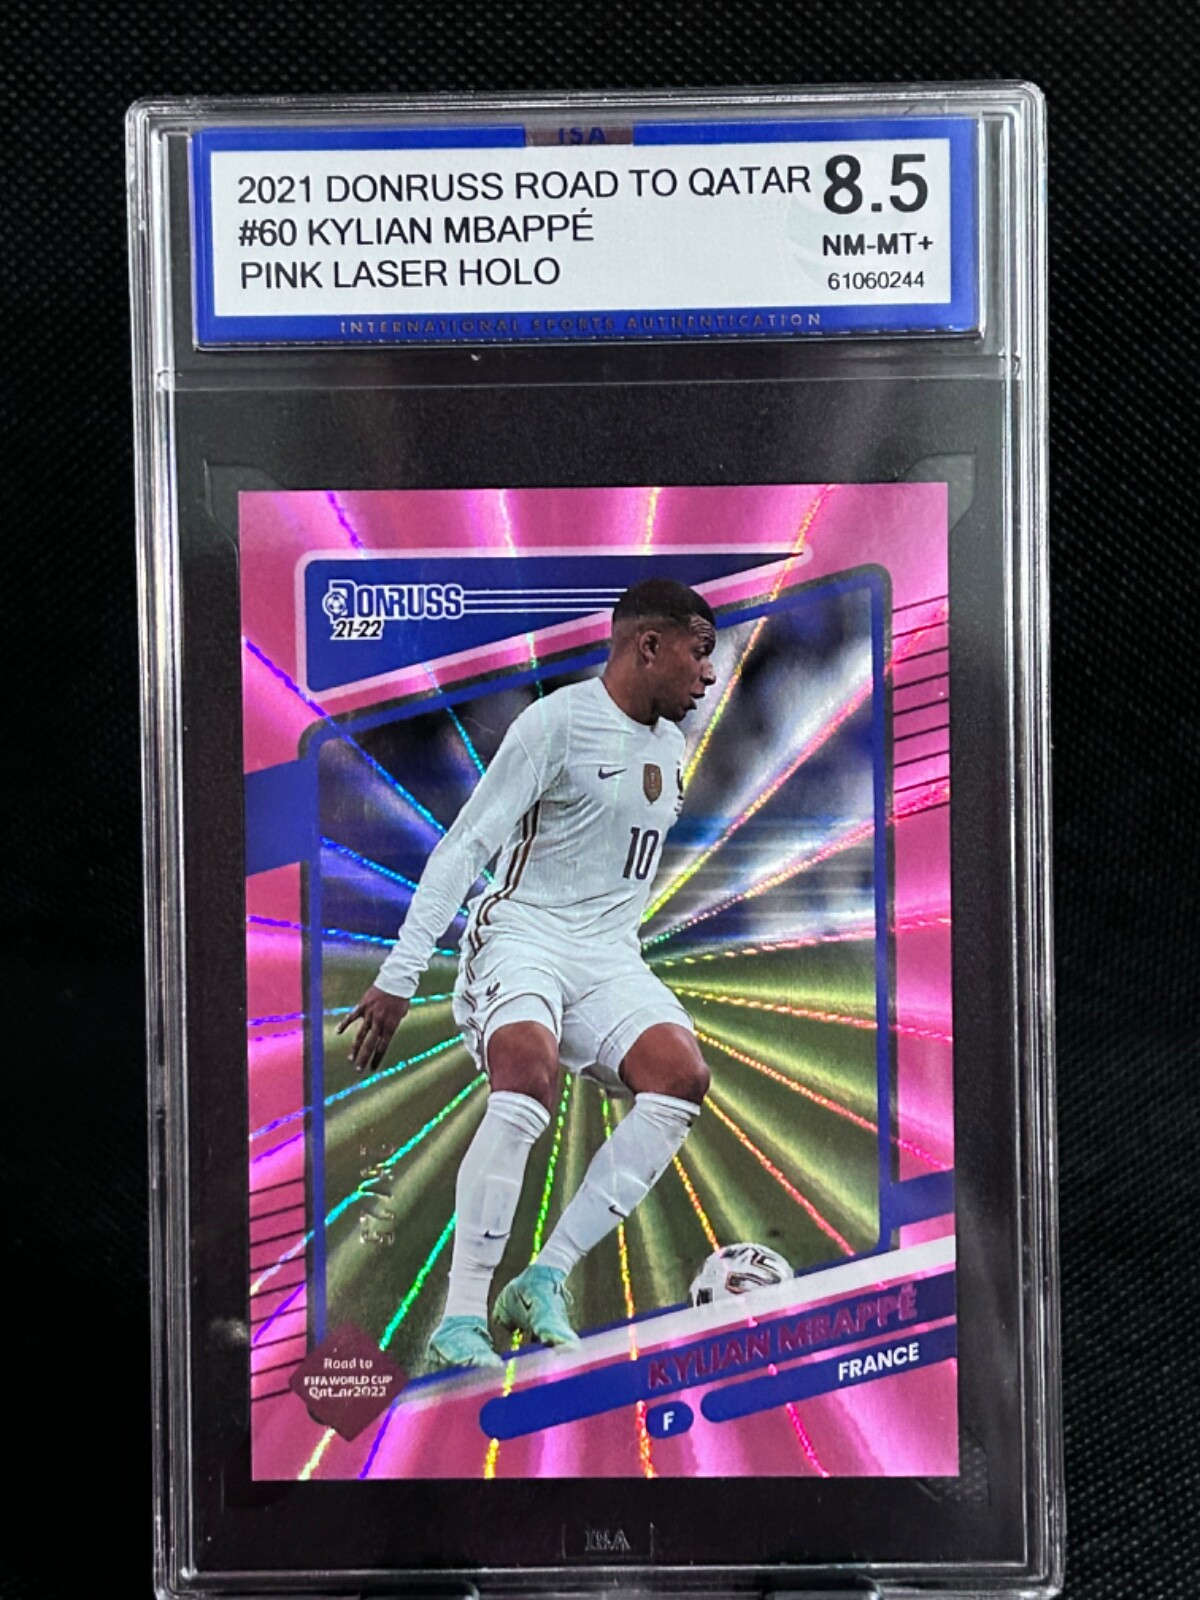 ISA
2021 DONRUSS ROAD TO QATAR
#60 KYLIAN MBAPPÉ
PINK LASER HOLO
8.5
NM-MT+
61060244
INTERNATIONAL SPORTS AUTHENTICATION
DONRUSS
21-22
10
Road to
FIFA WORLD CUP
Qatar2022
KYLIAN MBAPPÉ
FRANCE
F
ISA